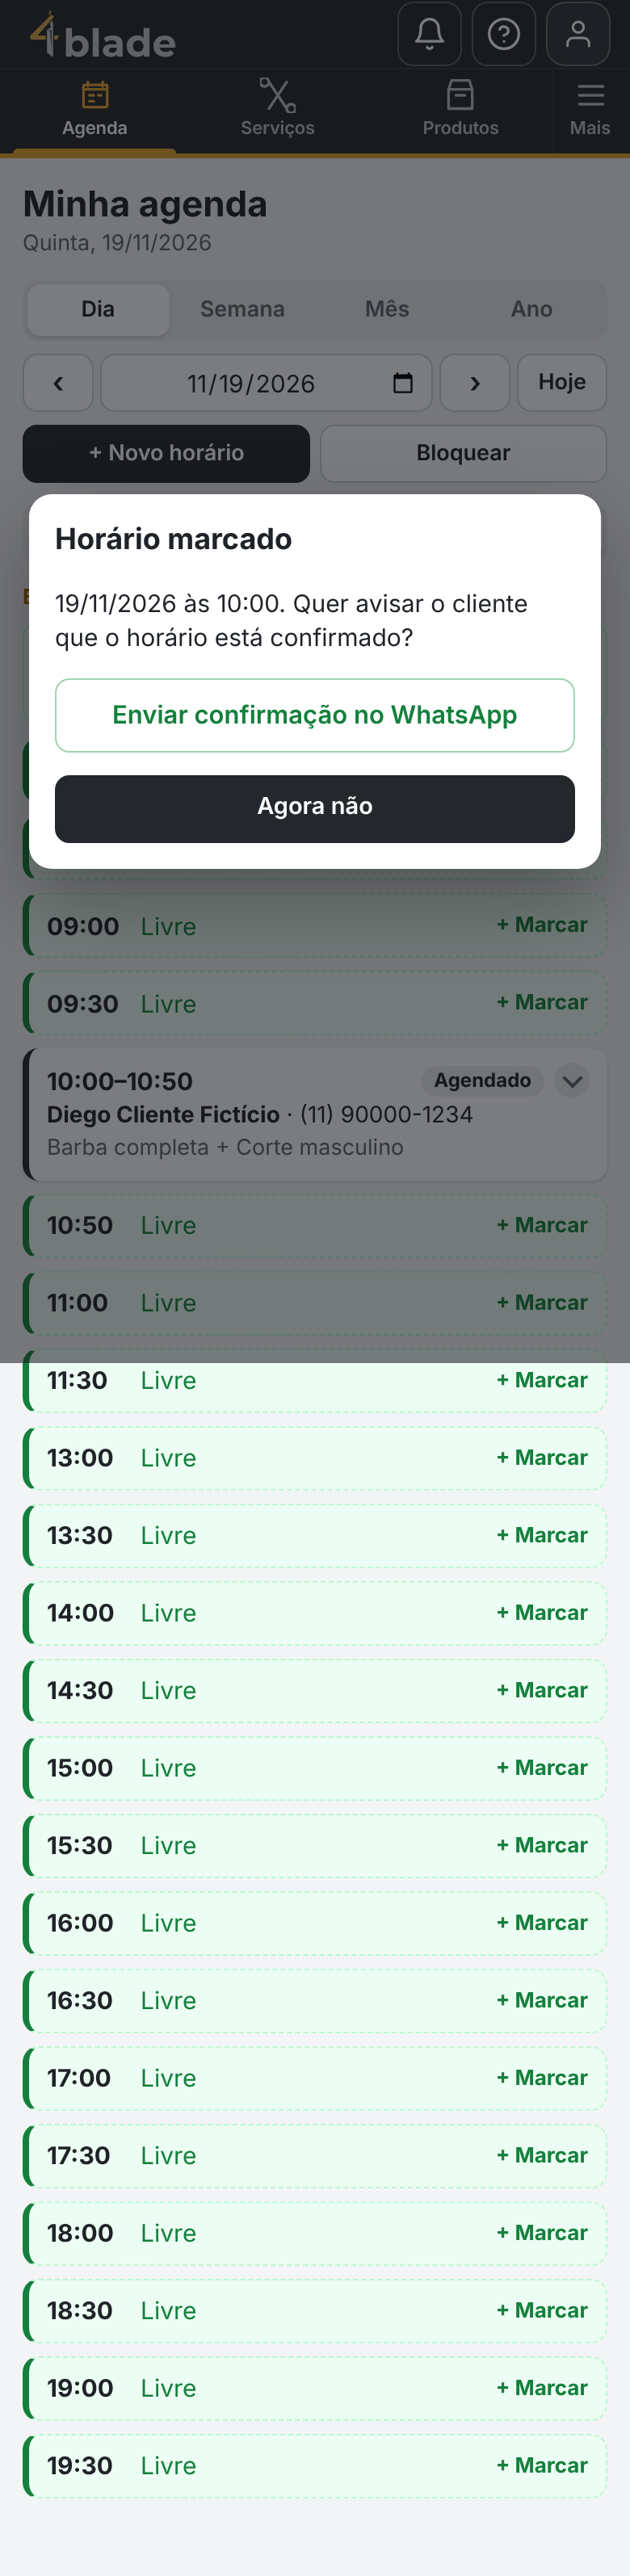 4blade
Agenda
Serviços
Produtos
Mais
Minha agenda
Quinta, 19/11/2026
Dia
Semana
Mês
Ano
‹
11/19/2026
›
Hoje
+ Novo horário
Bloquear
Horário marcado
19/11/2026 às 10:00. Quer avisar o cliente
que o horário está confirmado?
Enviar confirmação no WhatsApp
Agora não
09:00 Livre + Marcar
09:30 Livre + Marcar
10:00–10:50 Agendado
Diego Cliente Fictício · (11) 90000-1234
Barba completa + Corte masculino
10:50 Livre + Marcar
11:00 Livre + Marcar
11:30 Livre + Marcar
13:00 Livre + Marcar
13:30 Livre + Marcar
14:00 Livre + Marcar
14:30 Livre + Marcar
15:00 Livre + Marcar
15:30 Livre + Marcar
16:00 Livre + Marcar
16:30 Livre + Marcar
17:00 Livre + Marcar
17:30 Livre + Marcar
18:00 Livre + Marcar
18:30 Livre + Marcar
19:00 Livre + Marcar
19:30 Livre + Marcar